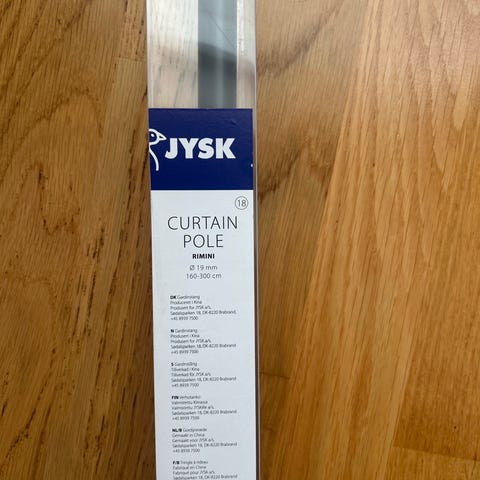 JYSK
18
CURTAIN
POLE
RIMINI
Ø 19 mm
160-300 cm
DK Gardinstang
Produceret i Kina
Produsert for JYSK a/s,
Sødalsparken 18, DK-8220 Brabrand,
+45 8939 7500
N Gardinstang
Produsert i Kina
Produsert for JYSK a/s,
Sødalsparken 18, DK-8220 Brabrand
+45 8939 7500
S Gardinstång
Tillverkad i Kina
Tillverkad för JYSK a/s,
Sødalsparken 18, DK-8220 Brabrand
+45 8939 7500
FIN Verhotanko
Valmistettu Kiinassa
Valmistettu JYSKille a/s,
Sødalsparken 18, DK-8220 Brabrand
+45 8939 7500
NL/B Gordijnroede
Gemaakt in China
Gemaakt voor JYSK a/s,
Sødalsparken 18, DK-8220 Brabrand
+45 8939 7500
F/B Tringle à rideau
Fabriqué en Chine
Fabriqué pour JYSK a/s,
Sødalsparken 18, DK-8220 Brabrand